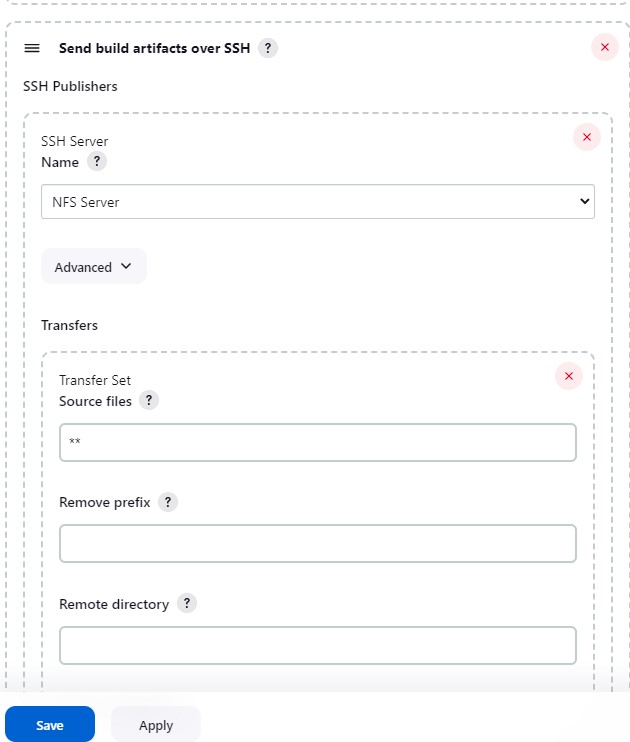 Send build artifacts over SSH ?
SSH Publishers
SSH Server
Name ?
NFS Server
Advanced
Transfers
Transfer Set
Source files ?
**
Remove prefix ?
Remote directory ?
Save Apply